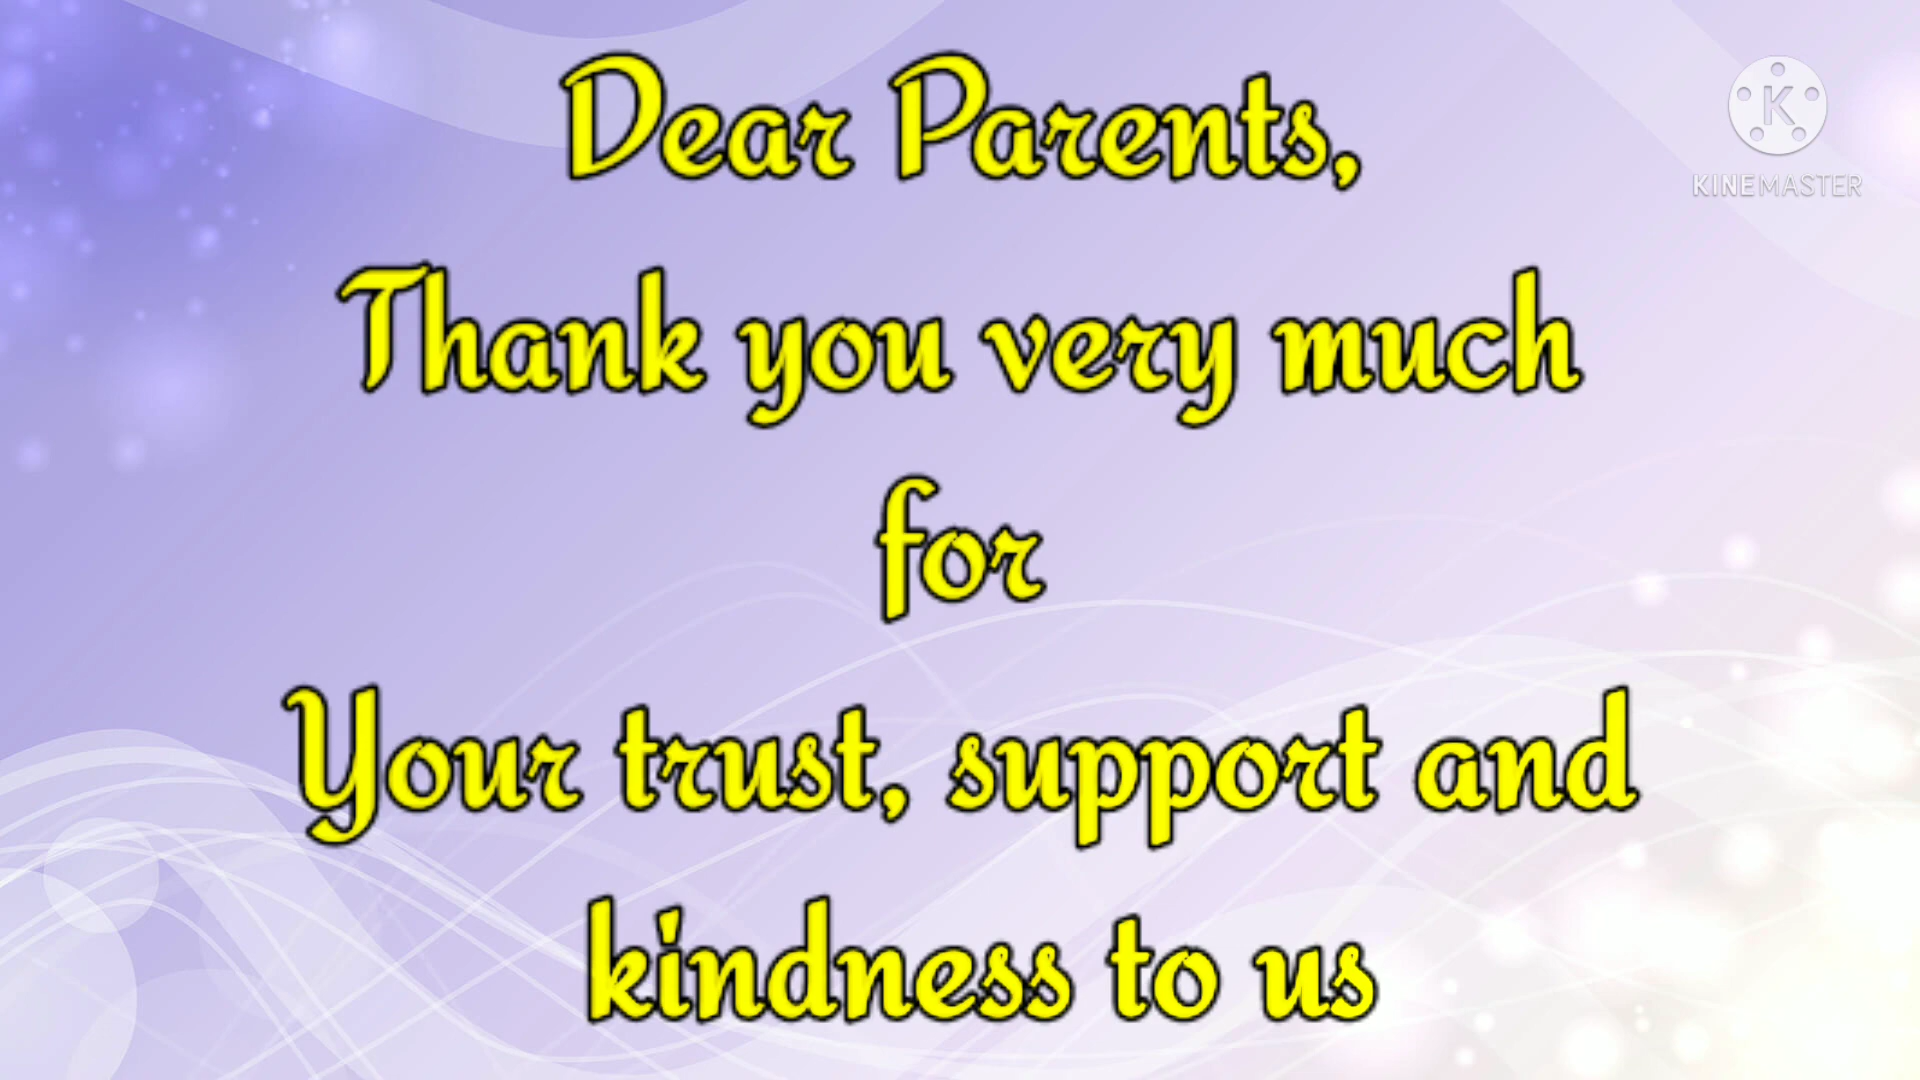 Dear Parents,
K
KINEMASTER
Thank you very much
for
Your trust, support and
kindness to us